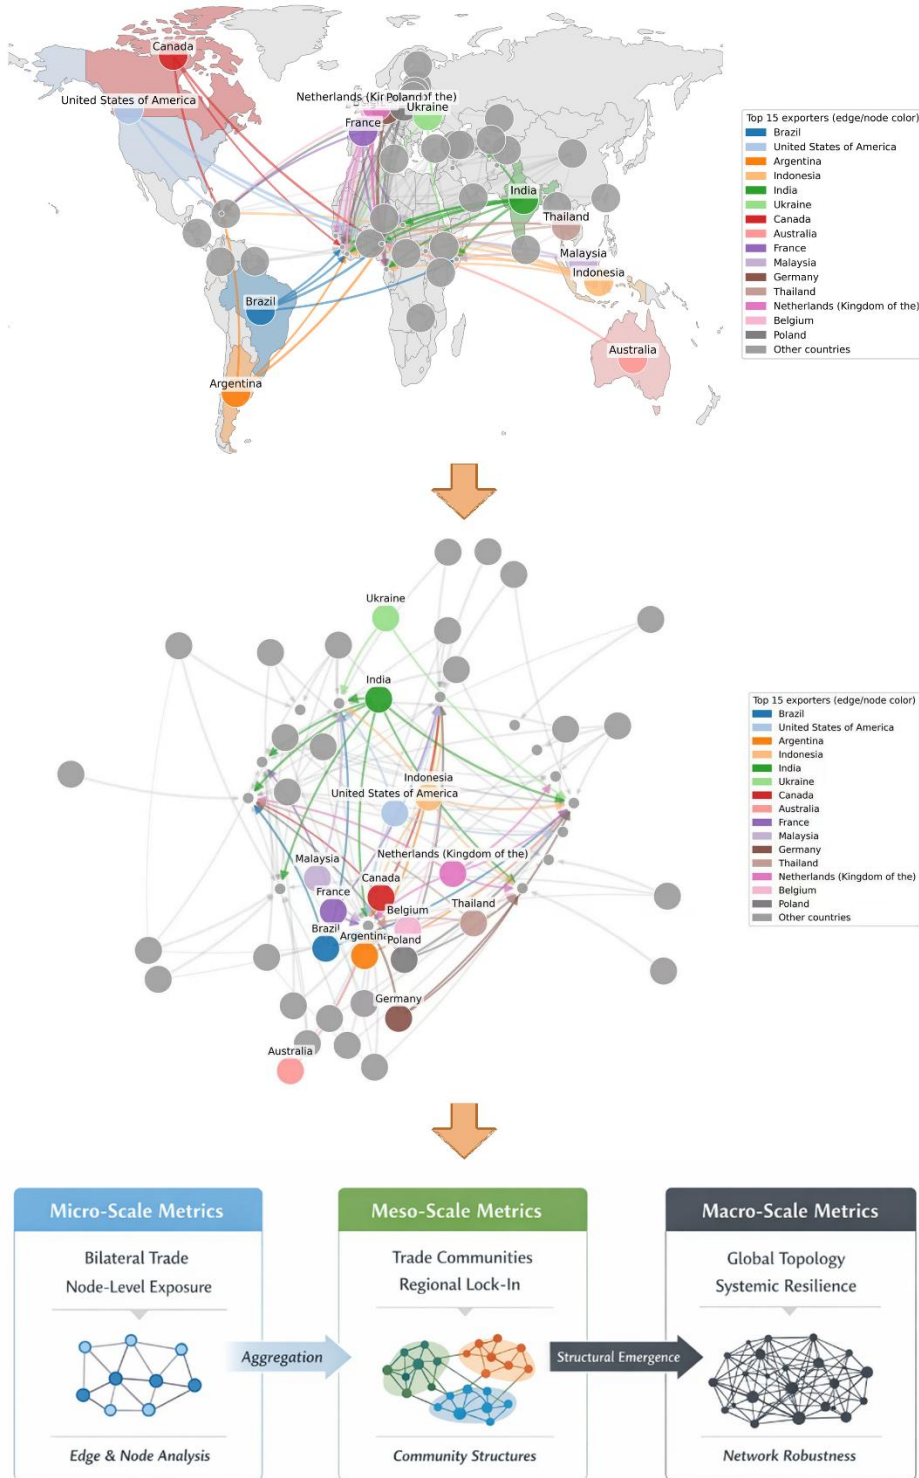 Canada
United States of America
Netherlands (Kin
Poland
of the)
Ukraine
France
India
Thailand
Malaysia
Indonesia
Brazil
Australia
Argentina
Top 15 exporters (edge/node color)
Brazil
United States of America
Argentina
Indonesia
India
Ukraine
Canada
Australia
France
Malaysia
Germany
Thailand
Netherlands (Kingdom of the)
Belgium
Poland
Other countries
Ukraine
India
Indonesia
United States of America
Netherlands (Kingdom of the)
Malaysia
Canada
France
Belgium
Thailand
Brazil
Argentina
Poland
Germany
Australia
Top 15 exporters (edge/node color)
Brazil
United States of America
Argentina
Indonesia
India
Ukraine
Canada
Australia
France
Malaysia
Germany
Thailand
Netherlands (Kingdom of the)
Belgium
Poland
Other countries
Micro-Scale Metrics
Bilateral Trade
Node-Level Exposure
Edge & Node Analysis
Aggregation
Meso-Scale Metrics
Trade Communities
Regional Lock-In
Community Structures
Structural Emergence
Macro-Scale Metrics
Global Topology
Systemic Resilience
Network Robustness